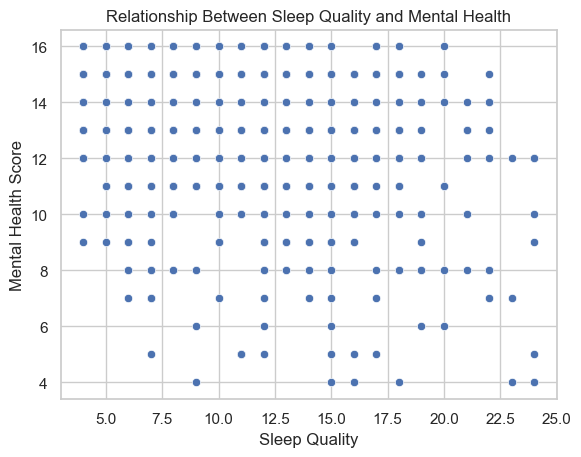 Relationship Between Sleep Quality and Mental Health
16
14
12
10
8
6
4
Mental Health Score
5.0 7.5 10.0 12.5 15.0 17.5 20.0 22.5 25.0
Sleep Quality